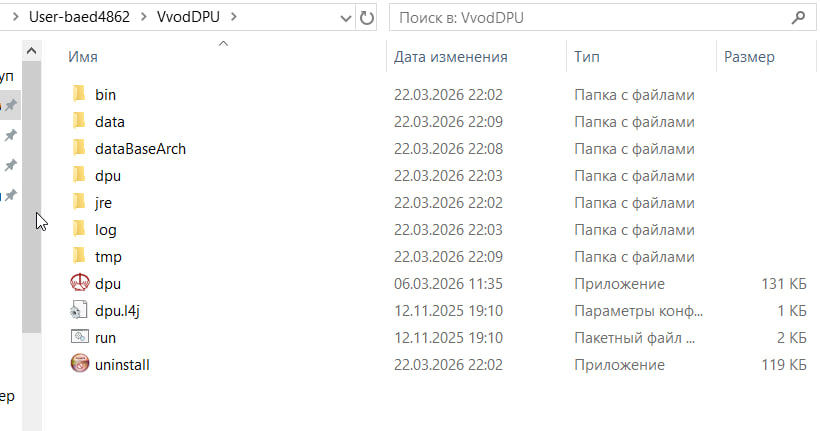 User-baed4862 VvodDPU Поиск в: VvodDPU
Имя Дата изменения Тип Размер
bin 22.03.2026 22:02 Папка с файлами
data 22.03.2026 22:09 Папка с файлами
dataBaseArch 22.03.2026 22:08 Папка с файлами
dpu 22.03.2026 22:03 Папка с файлами
jre 22.03.2026 22:02 Папка с файлами
log 22.03.2026 22:03 Папка с файлами
tmp 22.03.2026 22:09 Папка с файлами
dpu 06.03.2026 11:35 Приложение 131 КБ
dpu.l4j 12.11.2025 19:10 Параметры конф... 1 КБ
run 12.11.2025 19:10 Пакетный файл ... 2 КБ
uninstall 22.03.2026 22:02 Приложение 119 КБ